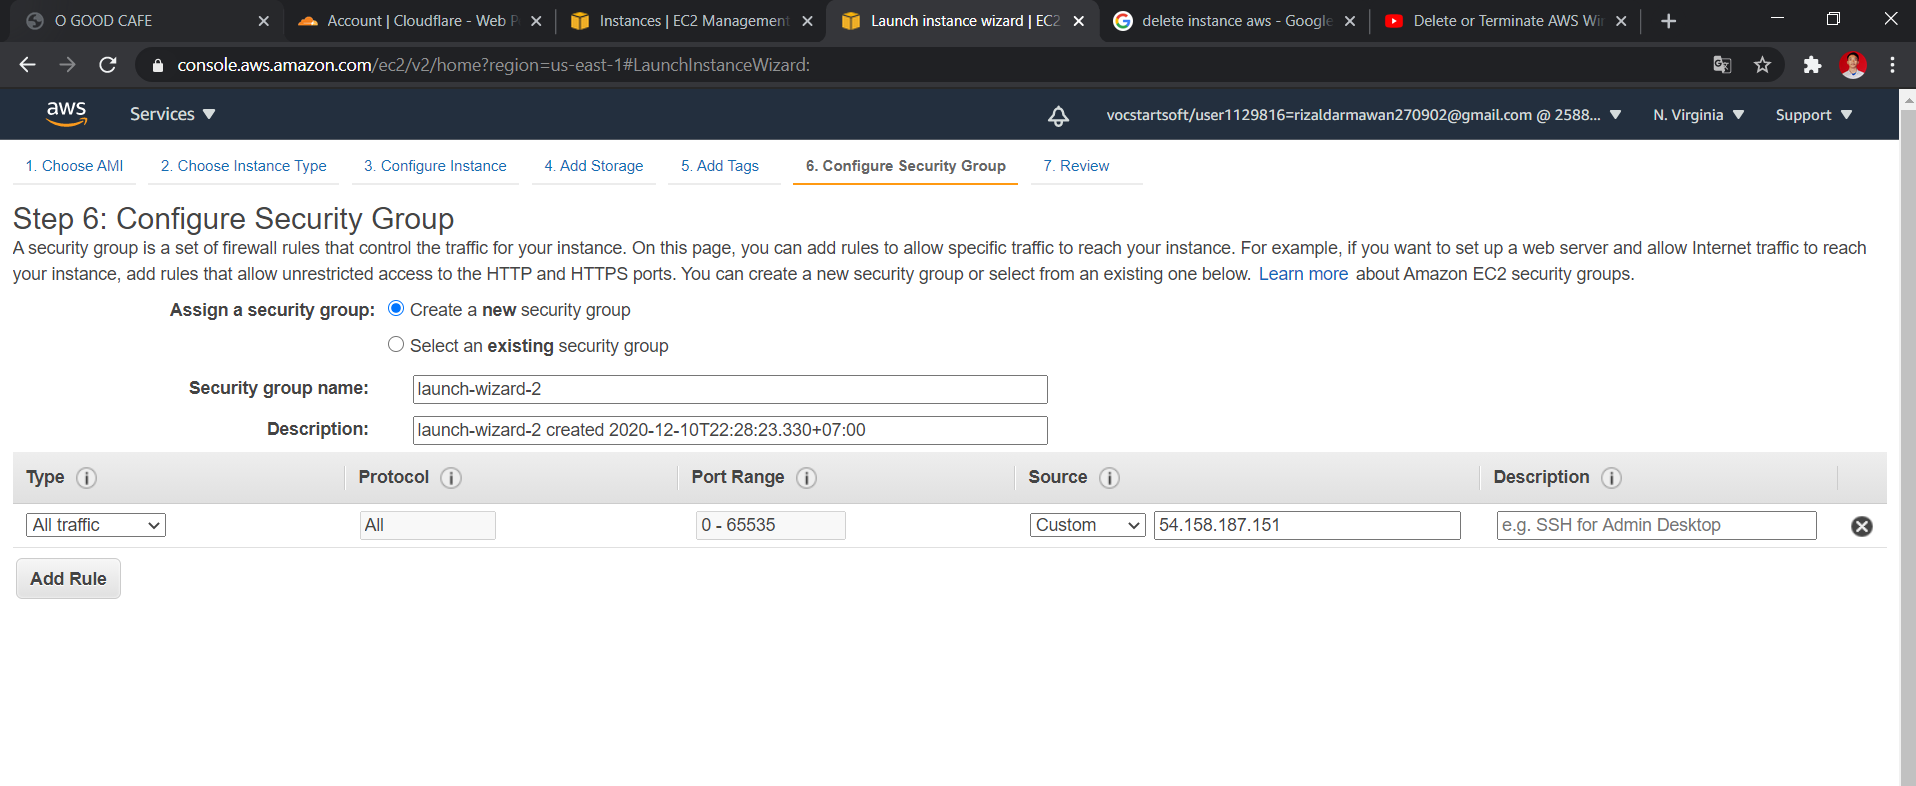 O GOOD CAFE
Account | Cloudflare - Web P
Instances | EC2 Management
Launch instance wizard | EC2
delete instance aws - Google
Delete or Terminate AWS Wi
console.aws.amazon.com/ec2/v2/home?region=us-east-1#LaunchInstanceWizard:
aws
Services
vocstartsoft/user1129816=rizaldarmawan270902@gmail.com @ 2588...
N. Virginia
Support
1. Choose AMI
2. Choose Instance Type
3. Configure Instance
4. Add Storage
5. Add Tags
6. Configure Security Group
7. Review
Step 6: Configure Security Group
A security group is a set of firewall rules that control the traffic for your instance. On this page, you can add rules to allow specific traffic to reach your instance. For example, if you want to set up a web server and allow Internet traffic to reach
your instance, add rules that allow unrestricted access to the HTTP and HTTPS ports. You can create a new security group or select from an existing one below. Learn more about Amazon EC2 security groups.
Assign a security group: Create a new security group
Select an existing security group
Security group name: launch-wizard-2
Description: launch-wizard-2 created 2020-12-10T22:28:23.330+07:00
Type i Protocol i Port Range i Source i Description i
All traffic All 0 - 65535 Custom 54.158.187.151 e.g. SSH for Admin Desktop
Add Rule